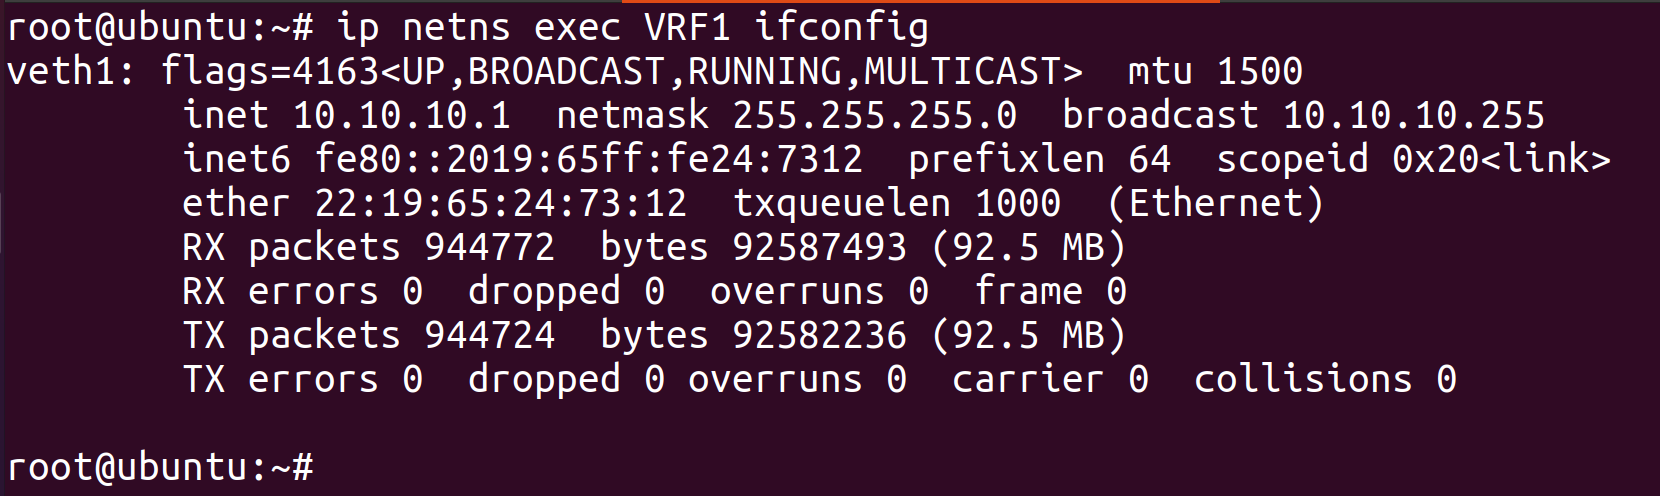 root@ubuntu:~# ip netns exec VRF1 ifconfig
veth1: flags=4163<UP,BROADCAST,RUNNING,MULTICAST>  mtu 1500
        inet 10.10.10.1  netmask 255.255.255.0  broadcast 10.10.10.255
        inet6 fe80::2019:65ff:fe24:7312  prefixlen 64  scopeid 0x20<link>
        ether 22:19:65:24:73:12  txqueuelen 1000  (Ethernet)
        RX packets 944772  bytes 92587493 (92.5 MB)
        RX errors 0  dropped 0  overruns 0  frame 0
        TX packets 944724  bytes 92582236 (92.5 MB)
        TX errors 0  dropped 0 overruns 0  carrier 0  collisions 0
root@ubuntu:~#